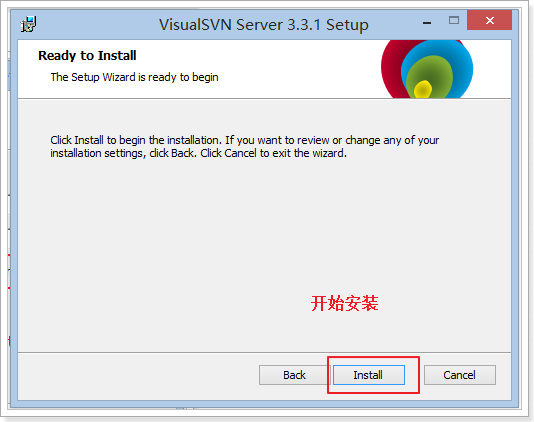 VisualSVN Server 3.3.1 Setup
Ready to Install
The Setup Wizard is ready to begin
Click Install to begin the installation. If you want to review or change any of your
installation settings, click Back. Click Cancel to exit the wizard.
开始安装
Back
Install
Cancel